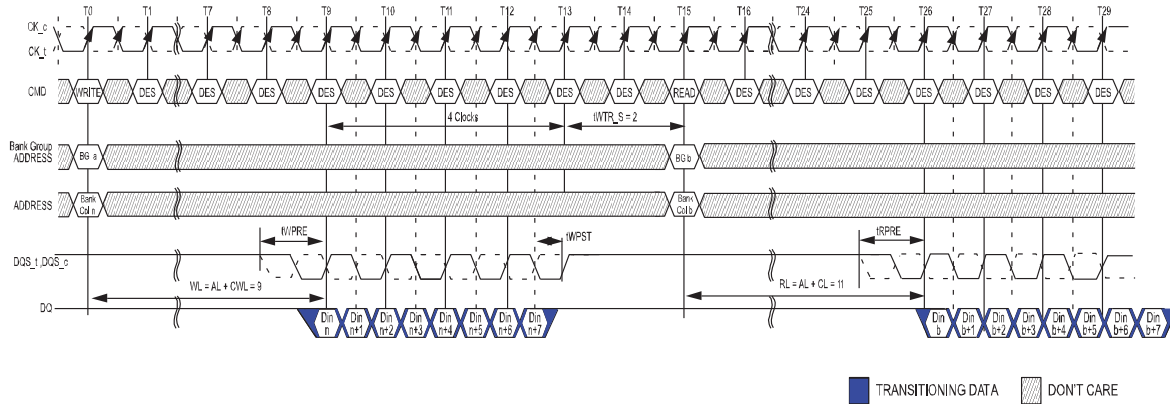 T0 T1 T7 T8 T9 T10 T11 T12 T13 T14 T15 T16 T24 T25 T26 T27 T28 T29
CK_c
CK_t
CMD WRITE DES DES DES DES DES DES DES DES DES READ DES DES DES DES DES DES DES
4 Clocks tWTR_S = 2
Bank Group
ADDRESS BG a BG b
ADDRESS Bank Col n Bank Col b
tWPRE tWPST tRPRE
DQS_t ,DQS_c
WL = AL + CWL = 9 RL = AL + CL = 11
DQ
Din n Din n+1 Din n+2 Din n+3 Din n+4 Din n+5 Din n+6 Din n+7 Din b Din b+1 Din b+2 Din b+3 Din b+4 Din b+5 Din b+6 Din b+7
TRANSITIONING DATA DON'T CARE